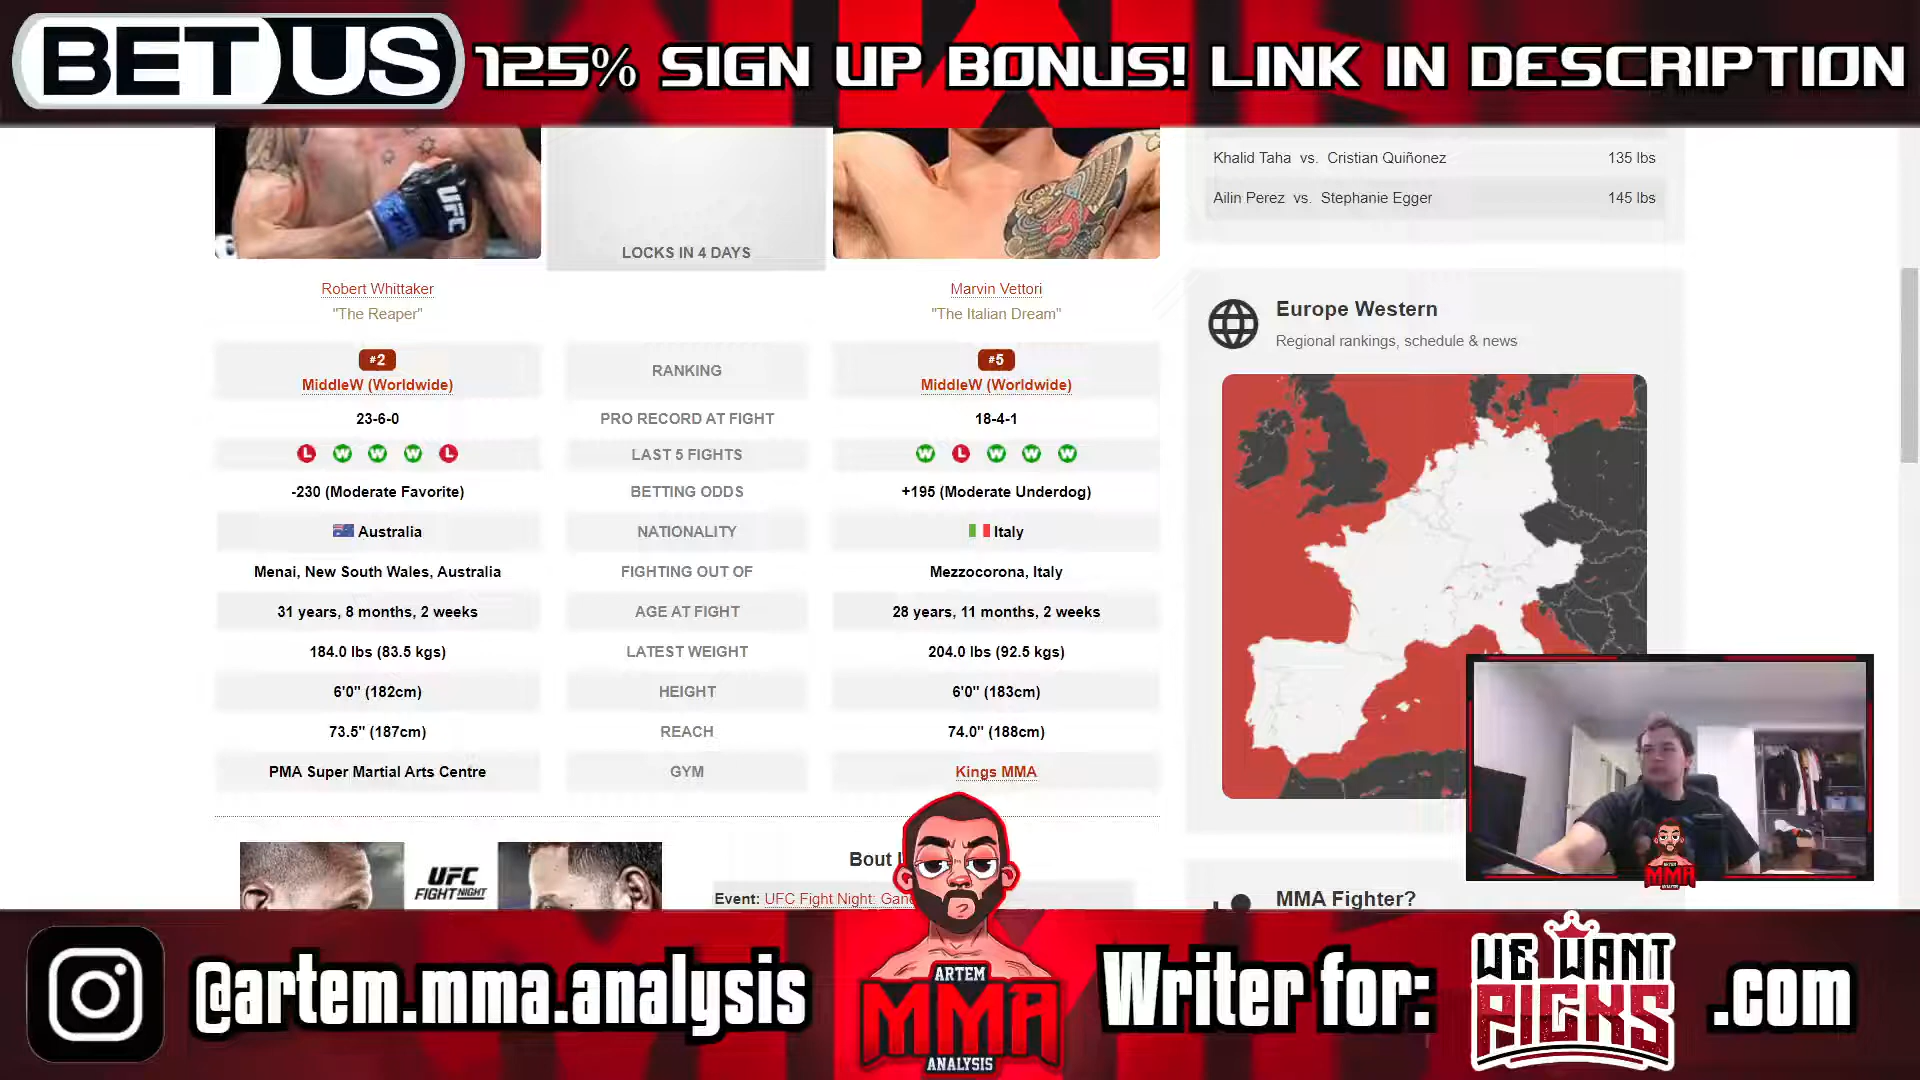 BETUS 125% SIGN UP BONUS! LINK IN DESCRIPTION
Khalid Taha vs. Cristian Quiñonez 135 lbs
Ailin Perez vs. Stephanie Egger 145 lbs
UFC
LOCKS IN 4 DAYS
Robert Whittaker Marvin Vettori
"The Reaper" "The Italian Dream"
Europe Western
Regional rankings, schedule & news
#2 RANKING #5
MiddleW (Worldwide) MiddleW (Worldwide)
23-6-0 PRO RECORD AT FIGHT 18-4-1
L W W W L LAST 5 FIGHTS W L W W W
-230 (Moderate Favorite) BETTING ODDS +195 (Moderate Underdog)
Australia NATIONALITY Italy
Menai, New South Wales, Australia FIGHTING OUT OF Mezzocorona, Italy
31 years, 8 months, 2 weeks AGE AT FIGHT 28 years, 11 months, 2 weeks
184.0 lbs (83.5 kgs) LATEST WEIGHT 204.0 lbs (92.5 kgs)
6'0" (182cm) HEIGHT 6'0" (183cm)
73.5" (187cm) REACH 74.0" (188cm)
PMA Super Martial Arts Centre GYM Kings MMA
UFC
FIGHT NIGHT
Bout
Event: UFC Fight Night:
MMA Fighter?
ARTEM
MMA
ANALYSIS
@artem.mma.analysis
ARTEM
MMA
ANALYSIS
Writer for:
WE WANT
PICKS
.com